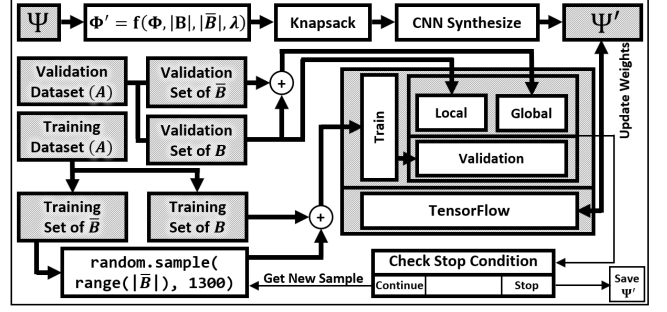 Ψ
Φ′ = f(Φ, |B|, |B̅|, λ)
Knapsack
CNN Synthesize
Ψ′
Validation
Dataset (A)
Validation
Set of B̅
+
Update Weights
Local
Global
Train
Validation
Training
Dataset (A)
Validation
Set of B
Training
Set of B̅
Training
Set of B
+
TensorFlow
random.sample(
range(|B̅|), 1300)
Get New Sample
Check Stop Condition
Continue
Stop
Save
Ψ′